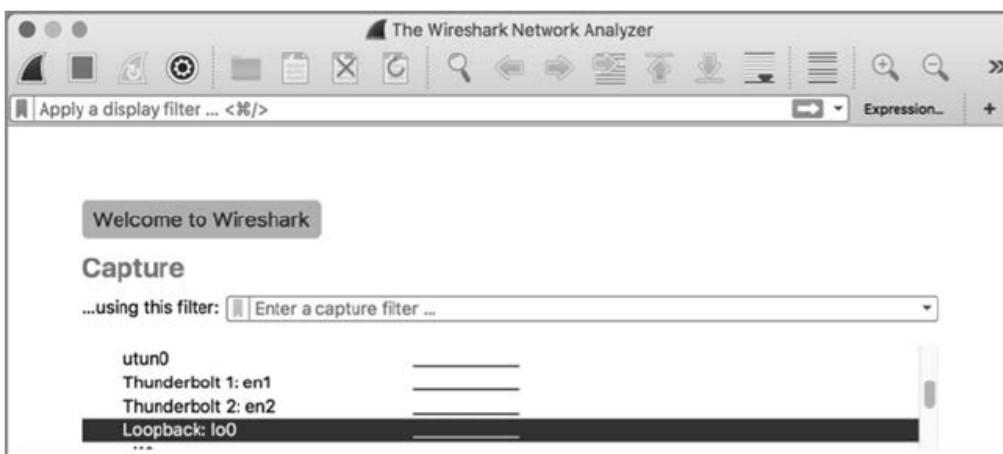 The Wireshark Network Analyzer
Apply a display filter ... <⌘/>
Expression... +
Welcome to Wireshark
Capture
...using this filter: Enter a capture filter ...
utun0
Thunderbolt 1: en1
Thunderbolt 2: en2
Loopback: lo0